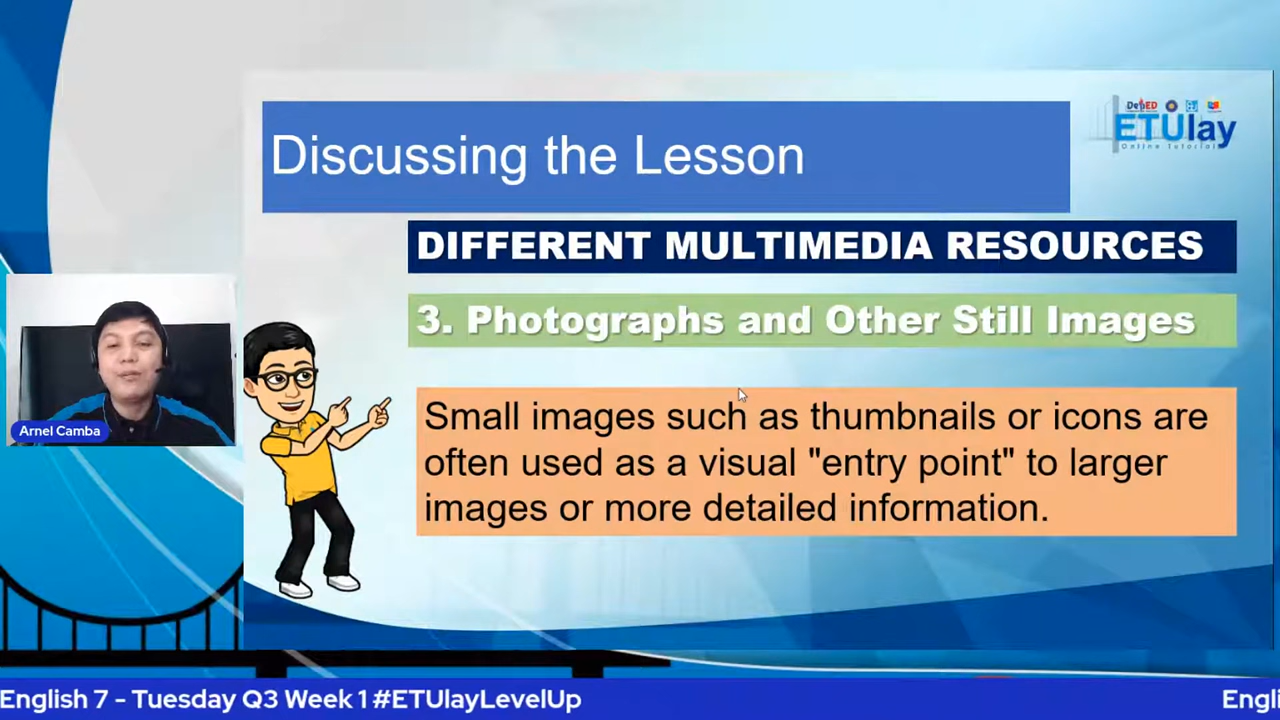 Discussing the Lesson
DepED
ETUlay
Online Tutorial
DIFFERENT MULTIMEDIA RESOURCES
3. Photographs and Other Still Images
Small images such as thumbnails or icons are
often used as a visual "entry point" to larger
images or more detailed information.
Arnel Camba
English 7 - Tuesday Q3 Week 1 #ETUlayLevelUp
Engli